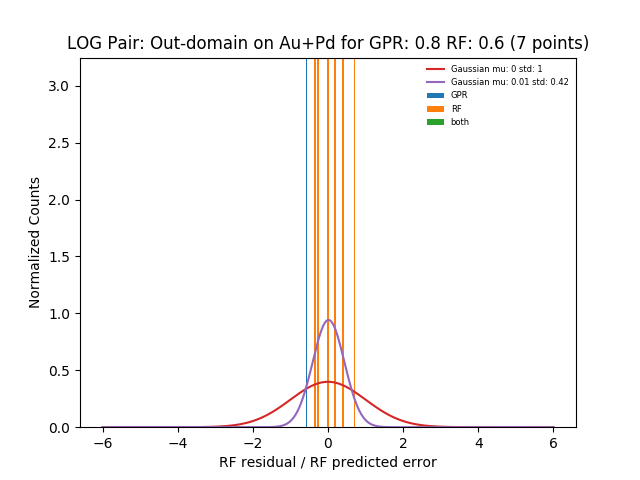 LOG Pair: Out-domain on Au+Pd for GPR: 0.8 RF: 0.6 (7 points)
Normalized Counts
3.0
2.5
2.0
1.5
1.0
0.5
0.0
Gaussian mu: 0 std: 1
Gaussian mu: 0.01 std: 0.42
GPR
RF
both
−6 −4 −2 0 2 4 6
RF residual / RF predicted error